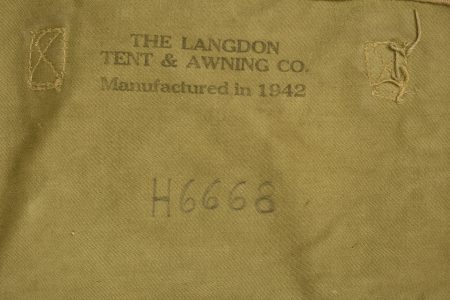 THE LANGDON
TENT & AWNING CO.
Manufactured in 1942
H6668